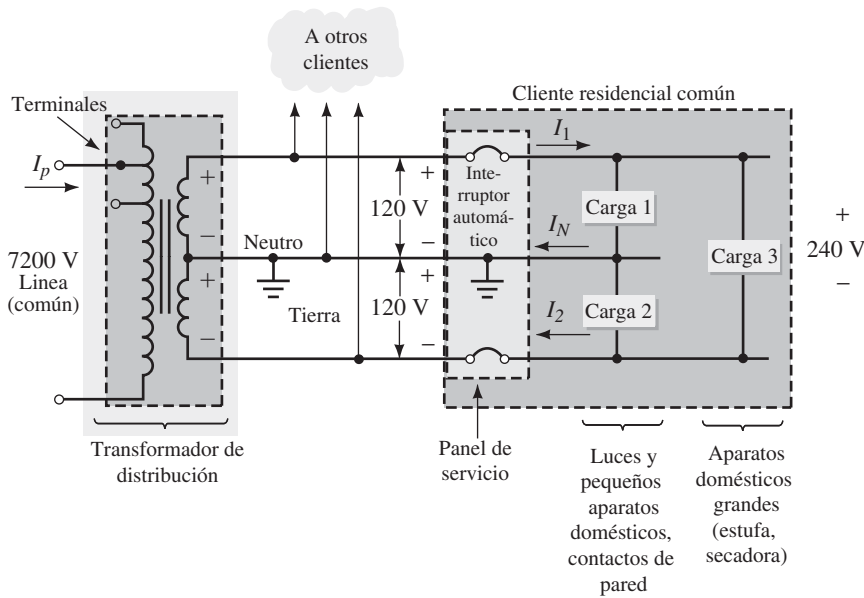 A otros
clientes
Terminales
Cliente residencial común
I_p
I_1
+
−
+
−
7200 V
Linea
(común)
Neutro
Tierra
120 V
120 V
+
−
+
−
Inte-
rruptor
automá-
tico
I_N
I_2
Carga 1
Carga 2
Carga 3
+
240 V
−
Transformador de
distribución
Panel de
servicio
Luces y
pequeños
aparatos
domésticos,
contactos de
pared
Aparatos
domésticos
grandes
(estufa,
secadora)